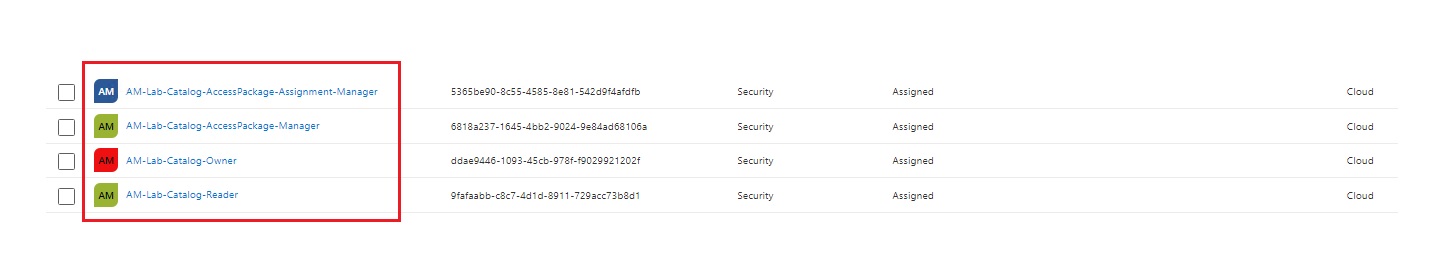 AM AM-Lab-Catalog-AccessPackage-Assignment-Manager 5365be90-8c55-4585-8e81-542d9f4afdfb Security Assigned Cloud
AM AM-Lab-Catalog-AccessPackage-Manager 6818a237-1645-4bb2-9024-9e84ad68106a Security Assigned Cloud
AM AM-Lab-Catalog-Owner ddae9446-1093-45cb-978f-f9029921202f Security Assigned Cloud
AM AM-Lab-Catalog-Reader 9fafaabb-c8c7-4d1d-8911-729acc73b8d1 Security Assigned Cloud